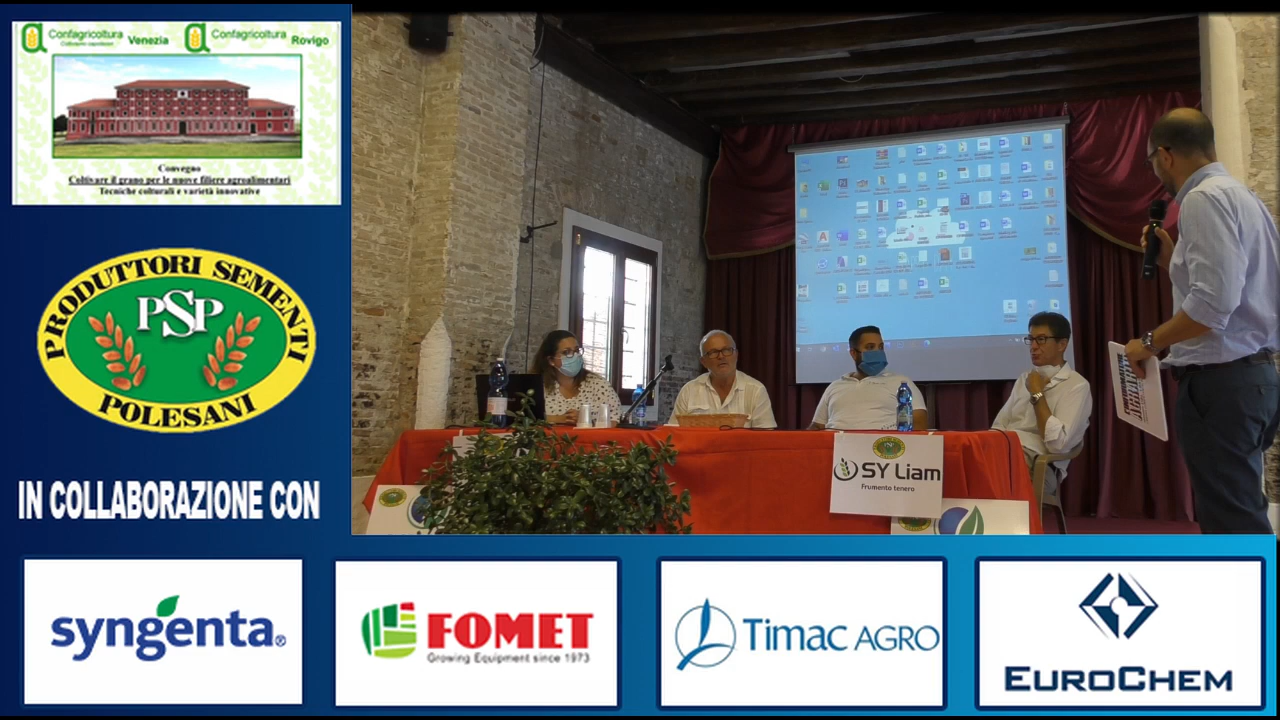 Confagricoltura
Venezia
Confagricoltura
Rovigo
Convegno
Coltivare il grano per le nuove filiere agroalimentari
Tecniche colturali e varietà innovative
PRODUTTORI SEMENTI
PSP
POLESANI
IN COLLABORAZIONE CON
SY Liam
Frumento tenero
syngenta®
FOMET
Growing Equipment since 1973
Timac AGRO
EUROCHEM